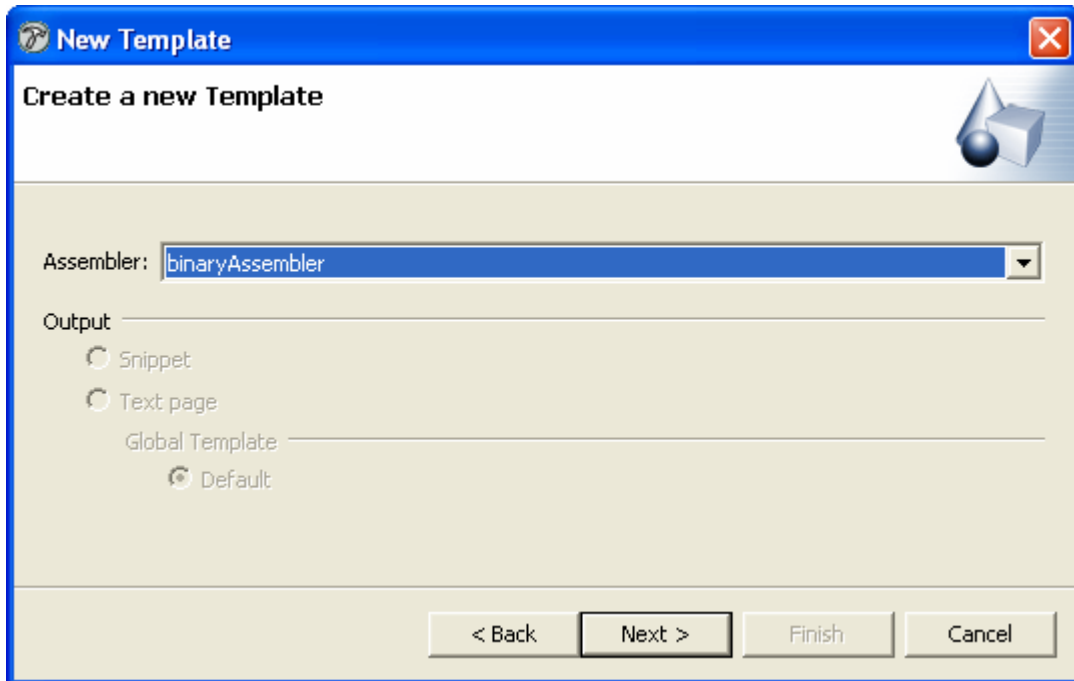 New Template
Create a new Template
Assembler: binaryAssembler
Output
Snippet
Text page
Global Template
Default
< Back Next > Finish Cancel